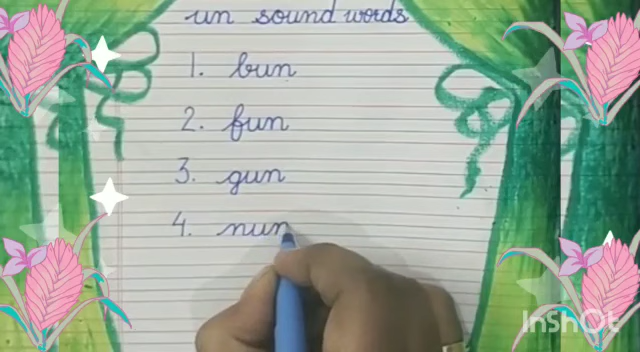 un sound words
1. bun
2. fun
3. gun
4. nun
InShOt